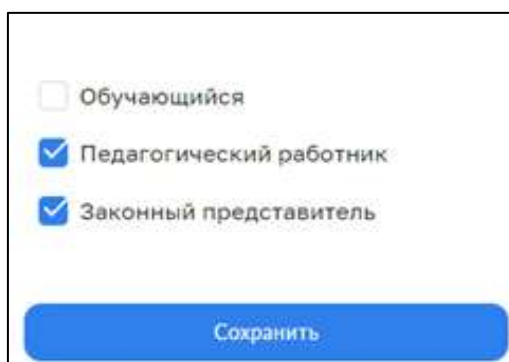 Обучающийся
Педагогический работник
Законный представитель
Сохранить